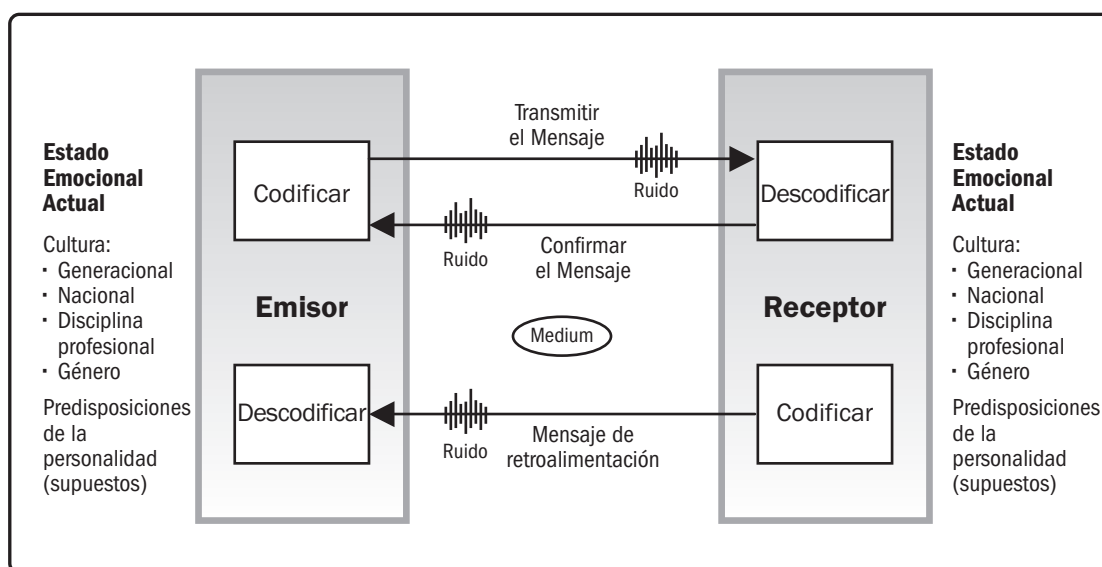 Estado
Emocional
Actual
Cultura:
· Generacional
· Nacional
· Disciplina
profesional
· Género
Predisposiciones
de la
personalidad
(supuestos)
Codificar
Emisor
Descodificar
Transmitir
el Mensaje
Ruido
Ruido
Confirmar
el Mensaje
Medium
Ruido
Mensaje de
retroalimentación
Descodificar
Receptor
Codificar
Estado
Emocional
Actual
Cultura:
· Generacional
· Nacional
· Disciplina
profesional
· Género
Predisposiciones
de la
personalidad
(supuestos)